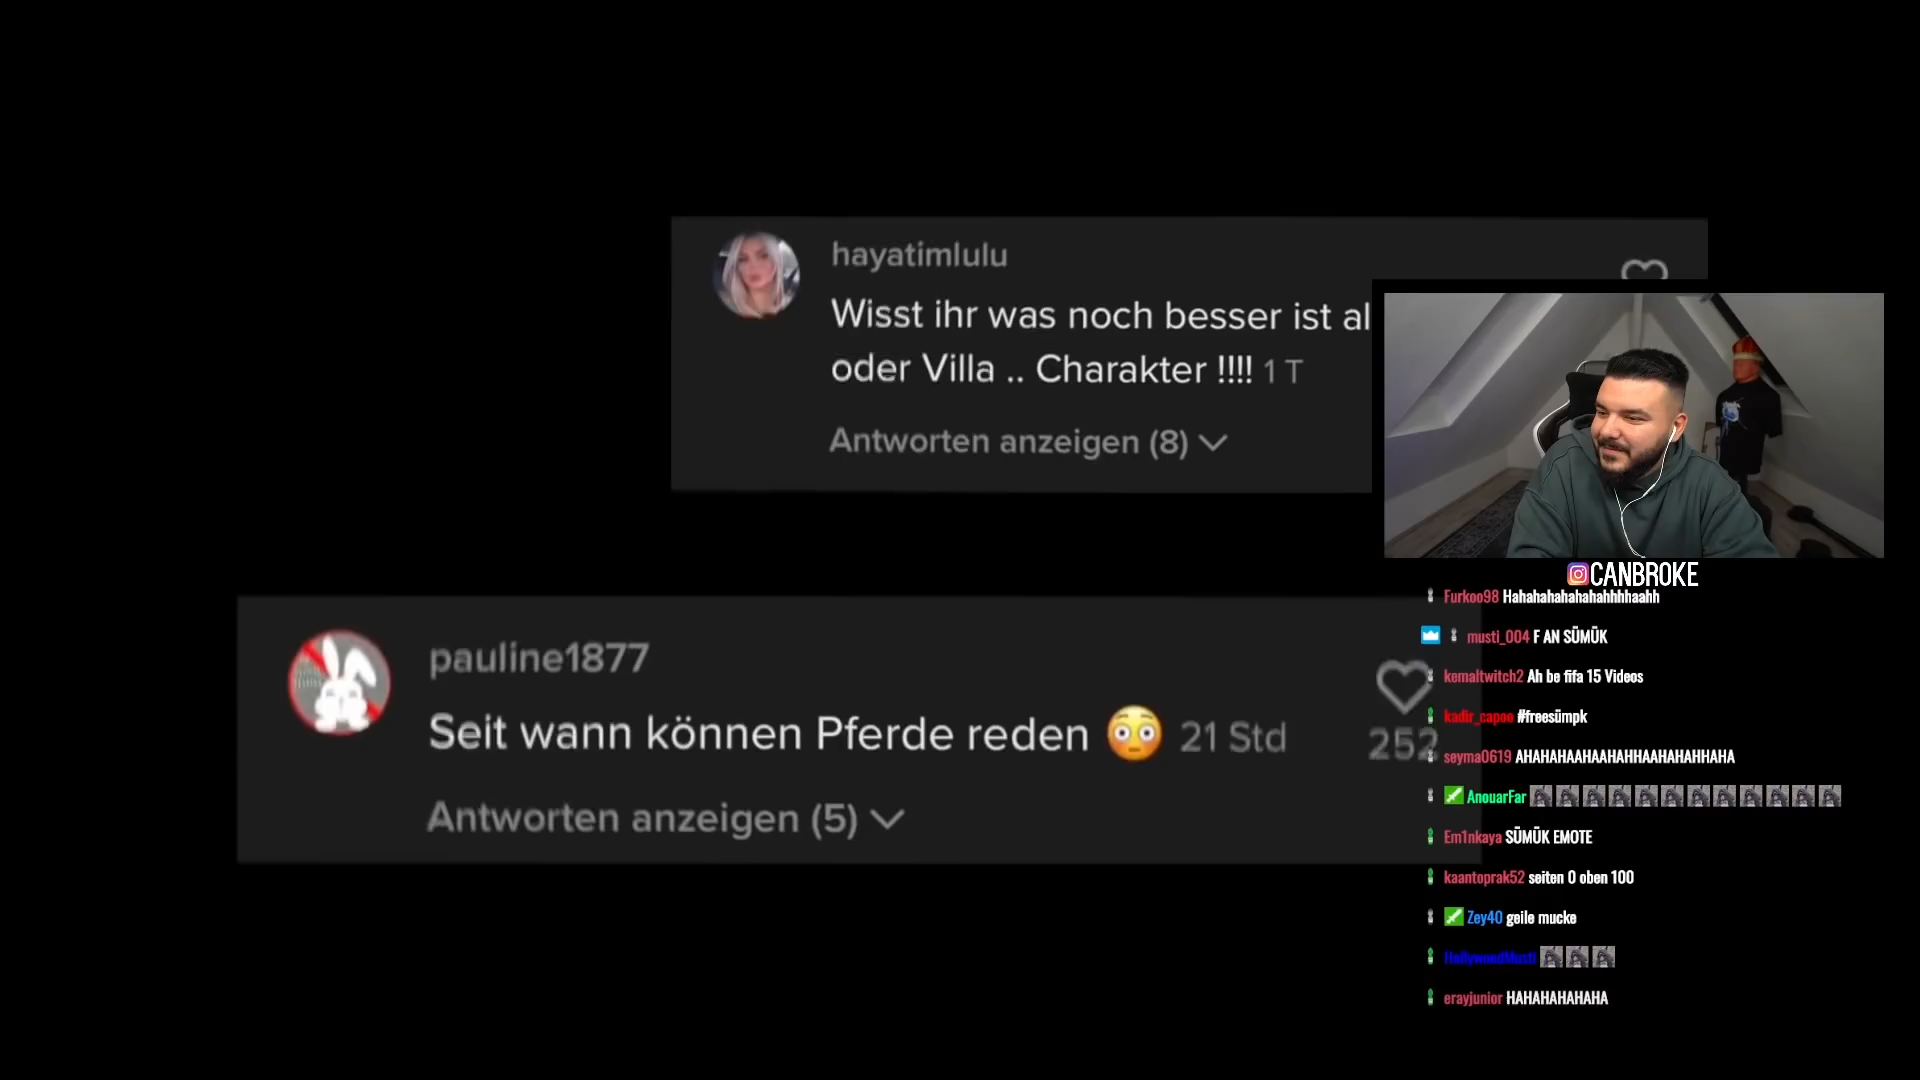 hayatimlulu
Wisst ihr was noch besser ist al
oder Villa .. Charakter !!!! 1 T
Antworten anzeigen (8)
pauline1877
Seit wann können Pferde reden 😳 21 Std
252
Antworten anzeigen (5)
CANBROKE
Furkoo98 Hahahahahahahahhhhaahh
musti_004 F AN SÜMÜK
kemaltwitch2 Ah be fifa 15 Videos
kadir_capoo #freesümpk
seyma0619 AHAHAHAAHAAHAHHAAHAHAHHAHA
AnouarFar
Em1nkaya SÜMÜK EMOTE
kaantoprak52 seiten 0 oben 100
Zey40 geile mucke
HollywoodMusti
erayjunior HAHAHAHAHAHA